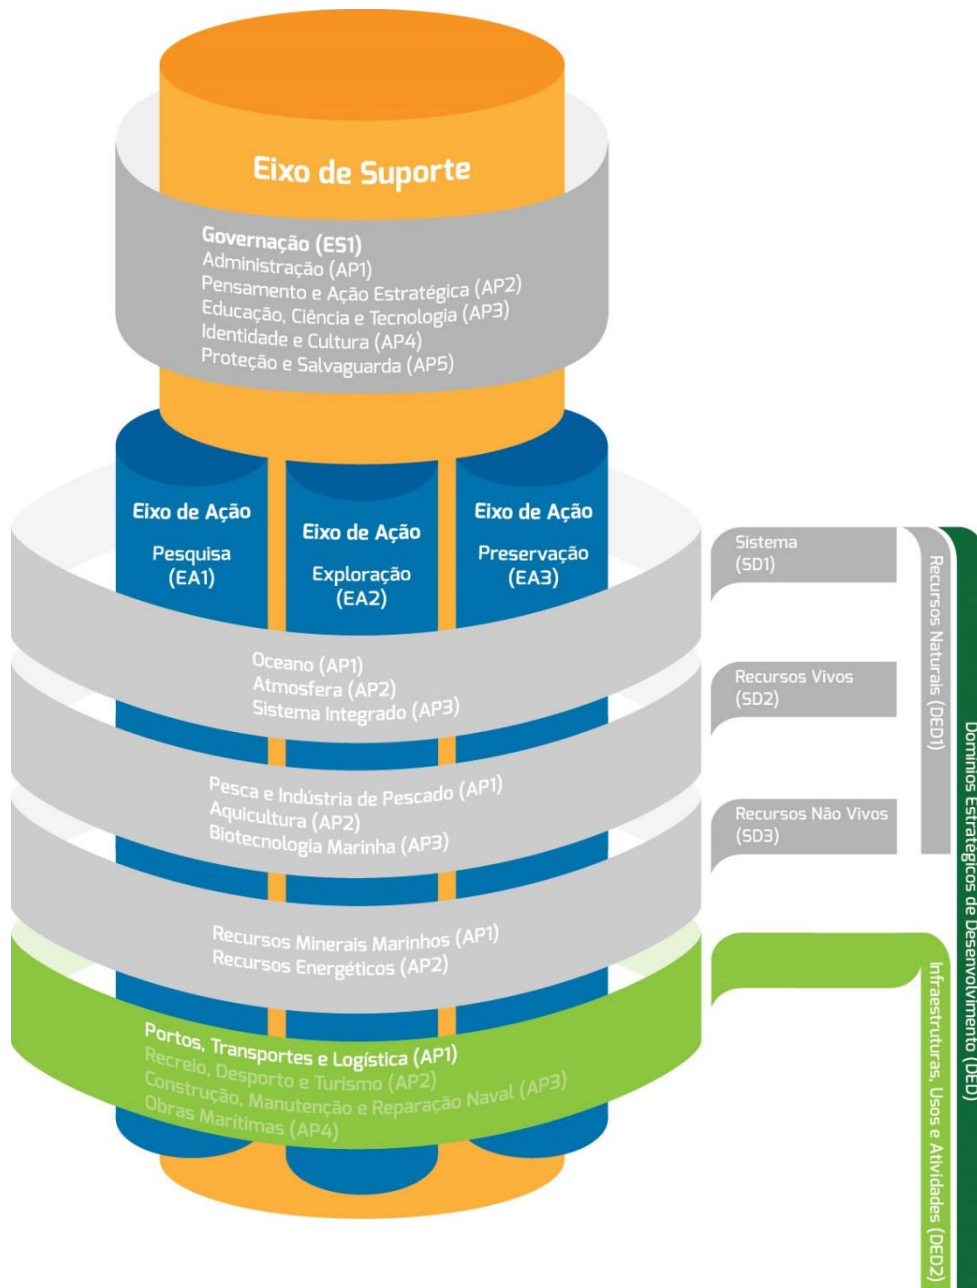 Eixo de Suporte
Governação (ES1)
Administração (AP1)
Pensamento e Ação Estratégica (AP2)
Educação, Ciência e Tecnologia (AP3)
Identidade e Cultura (AP4)
Proteção e Salvaguarda (AP5)
Eixo de Ação
Pesquisa
(EA1)
Eixo de Ação
Exploração
(EA2)
Eixo de Ação
Preservação
(EA3)
Oceano (AP1)
Atmosfera (AP2)
Sistema Integrado (AP3)
Pesca e Indústria de Pescado (AP1)
Aquicultura (AP2)
Biotecnologia Marinha (AP3)
Recursos Minerais Marinhos (AP1)
Recursos Energéticos (AP2)
Portos, Transportes e Logística (AP1)
Recreio, Desporto e Turismo (AP2)
Construção, Manutenção e Reparação Naval (AP3)
Obras Marítimas (AP4)
Sistema
(SD1)
Recursos Vivos
(SD2)
Recursos Não Vivos
(SD3)
Recursos Naturais (DED1)
Infraestruturas, Usos e Atividades (DED2)
Domínios Estratégicos de Desenvolvimento (DED)